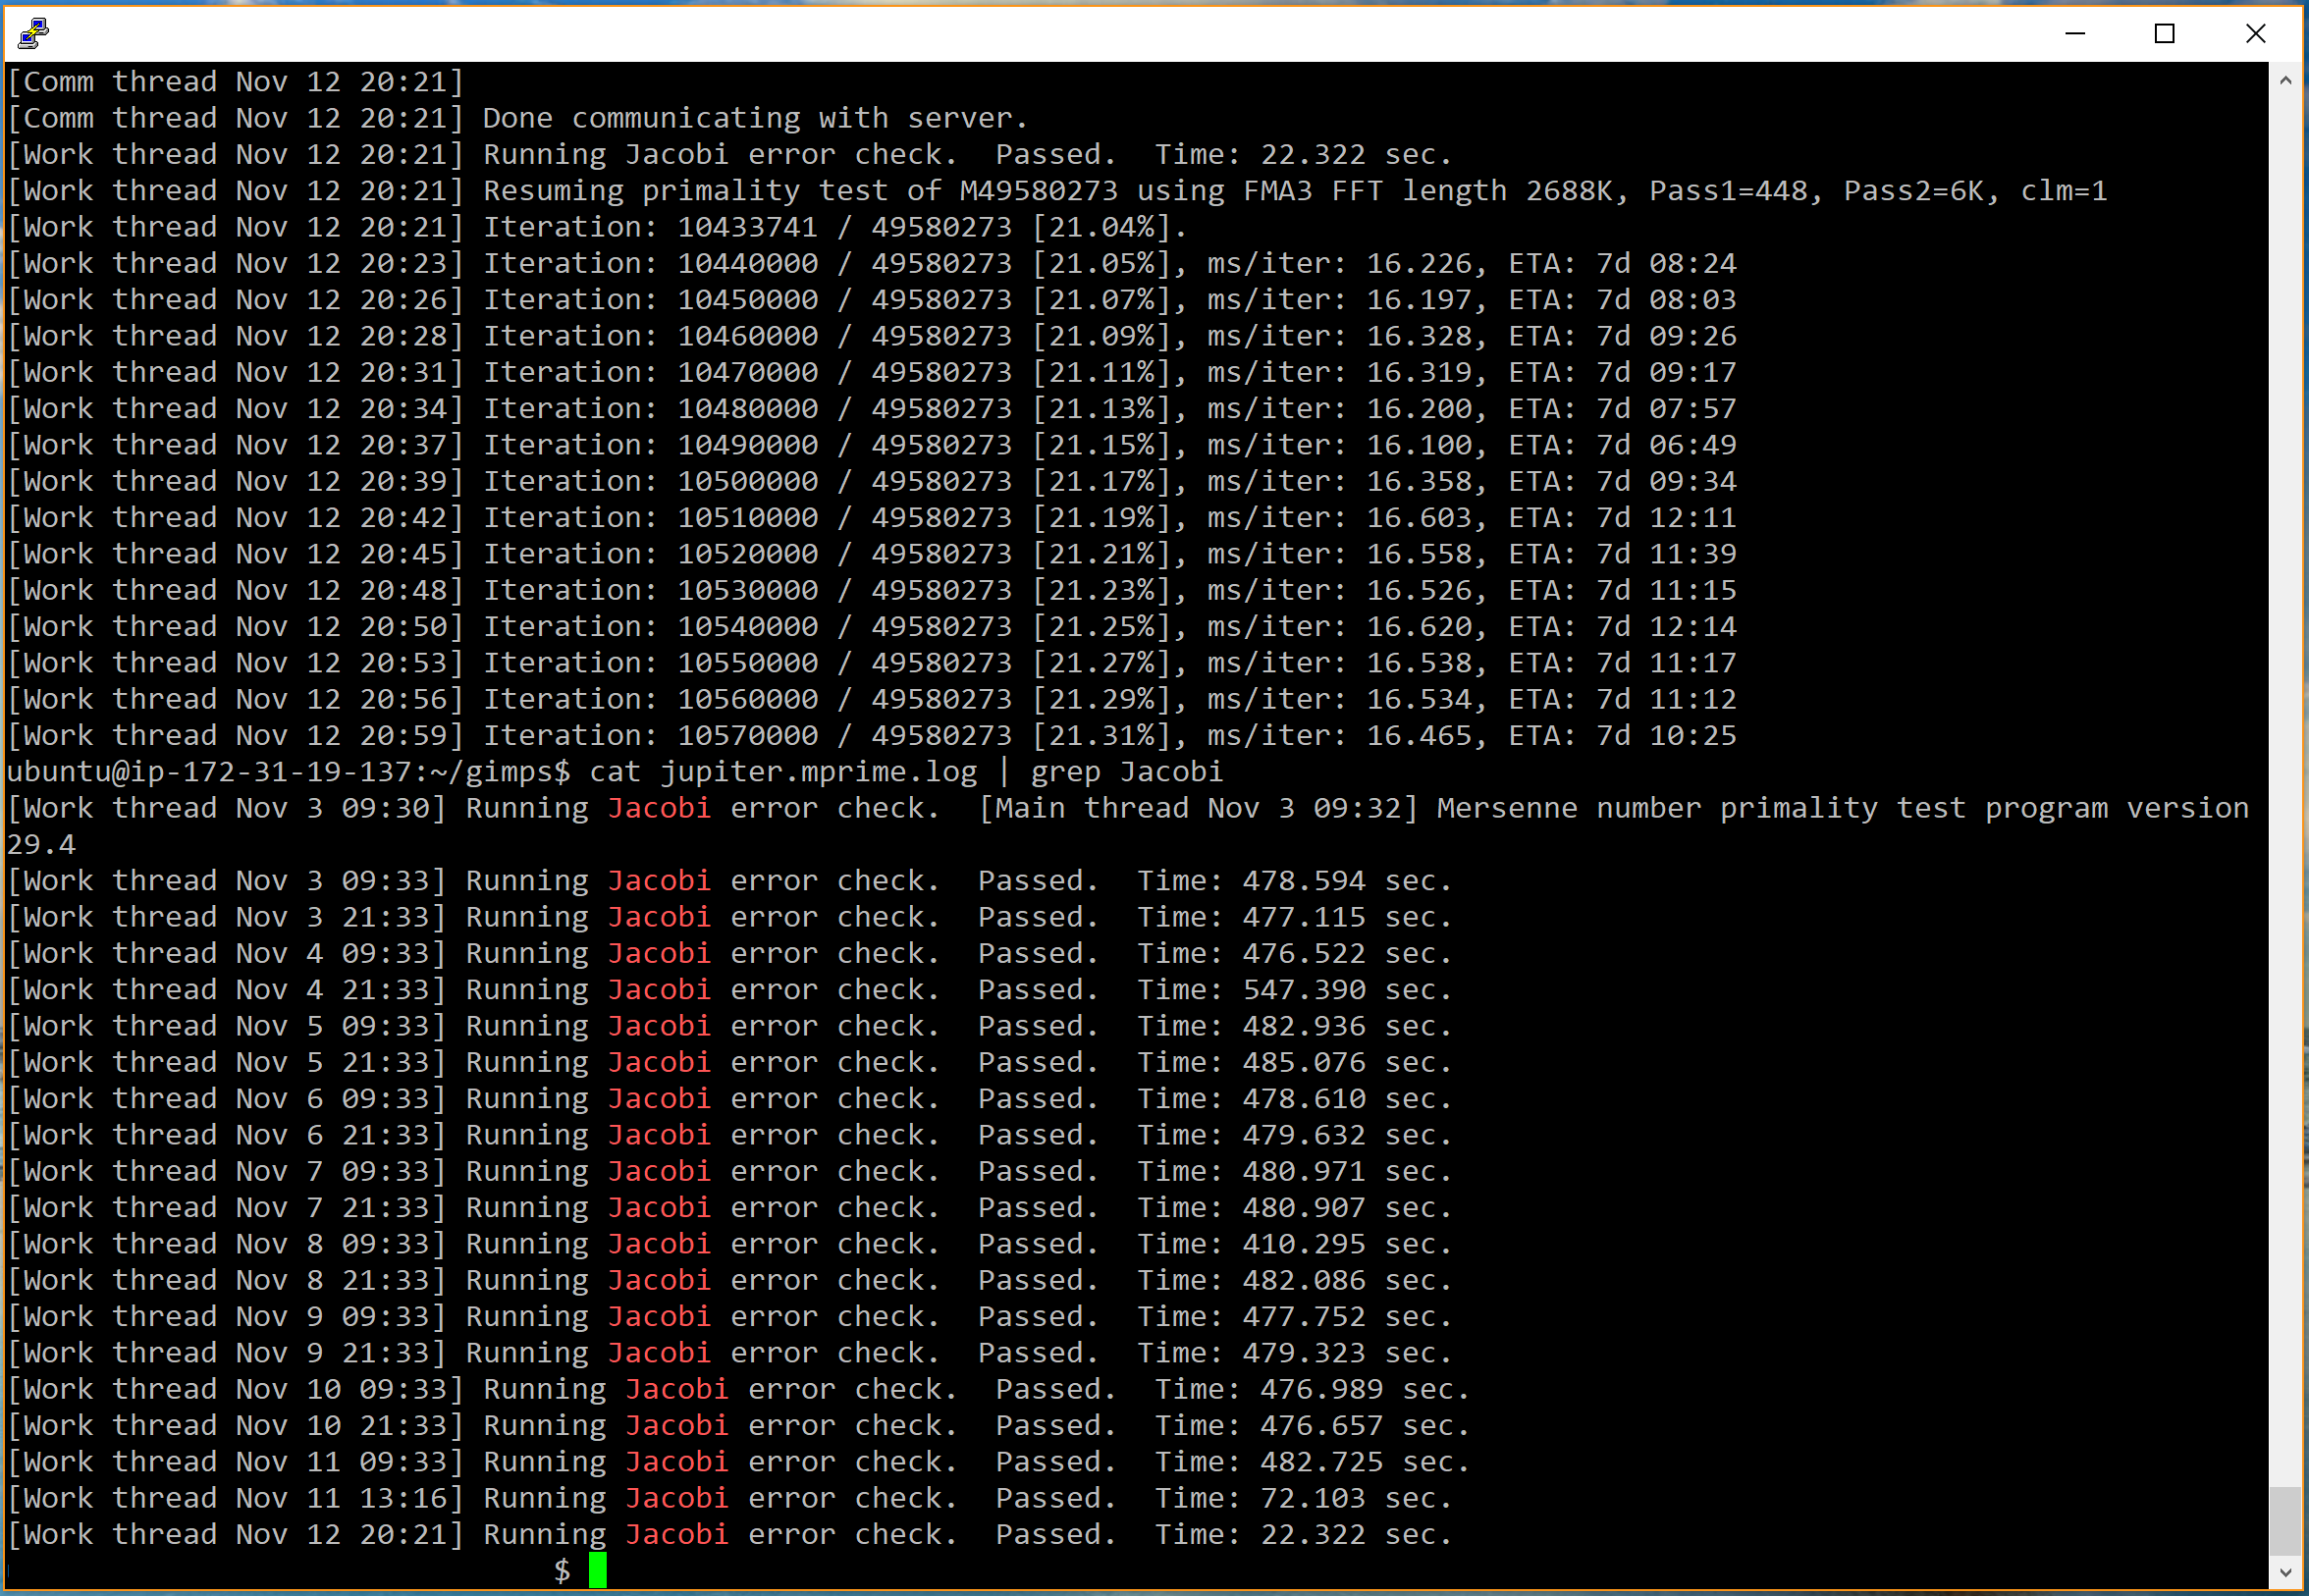 [Comm thread Nov 12 20:21]
[Comm thread Nov 12 20:21] Done communicating with server.
[Work thread Nov 12 20:21] Running Jacobi error check.  Passed.  Time: 22.322 sec.
[Work thread Nov 12 20:21] Resuming primality test of M49580273 using FMA3 FFT length 2688K, Pass1=448, Pass2=6K, clm=1
[Work thread Nov 12 20:21] Iteration: 10433741 / 49580273 [21.04%].
[Work thread Nov 12 20:23] Iteration: 10440000 / 49580273 [21.05%], ms/iter: 16.226, ETA: 7d 08:24
[Work thread Nov 12 20:26] Iteration: 10450000 / 49580273 [21.07%], ms/iter: 16.197, ETA: 7d 08:03
[Work thread Nov 12 20:28] Iteration: 10460000 / 49580273 [21.09%], ms/iter: 16.328, ETA: 7d 09:26
[Work thread Nov 12 20:31] Iteration: 10470000 / 49580273 [21.11%], ms/iter: 16.319, ETA: 7d 09:17
[Work thread Nov 12 20:34] Iteration: 10480000 / 49580273 [21.13%], ms/iter: 16.200, ETA: 7d 07:57
[Work thread Nov 12 20:37] Iteration: 10490000 / 49580273 [21.15%], ms/iter: 16.100, ETA: 7d 06:49
[Work thread Nov 12 20:39] Iteration: 10500000 / 49580273 [21.17%], ms/iter: 16.358, ETA: 7d 09:34
[Work thread Nov 12 20:42] Iteration: 10510000 / 49580273 [21.19%], ms/iter: 16.603, ETA: 7d 12:11
[Work thread Nov 12 20:45] Iteration: 10520000 / 49580273 [21.21%], ms/iter: 16.558, ETA: 7d 11:39
[Work thread Nov 12 20:48] Iteration: 10530000 / 49580273 [21.23%], ms/iter: 16.526, ETA: 7d 11:15
[Work thread Nov 12 20:50] Iteration: 10540000 / 49580273 [21.25%], ms/iter: 16.620, ETA: 7d 12:14
[Work thread Nov 12 20:53] Iteration: 10550000 / 49580273 [21.27%], ms/iter: 16.538, ETA: 7d 11:17
[Work thread Nov 12 20:56] Iteration: 10560000 / 49580273 [21.29%], ms/iter: 16.534, ETA: 7d 11:12
[Work thread Nov 12 20:59] Iteration: 10570000 / 49580273 [21.31%], ms/iter: 16.465, ETA: 7d 10:25
ubuntu@ip-172-31-19-137:~/gimps$ cat jupiter.mprime.log | grep Jacobi
[Work thread Nov 3 09:30] Running Jacobi error check.  [Main thread Nov 3 09:32] Mersenne number primality test program version
29.4
[Work thread Nov 3 09:33] Running Jacobi error check.  Passed.  Time: 478.594 sec.
[Work thread Nov 3 21:33] Running Jacobi error check.  Passed.  Time: 477.115 sec.
[Work thread Nov 4 09:33] Running Jacobi error check.  Passed.  Time: 476.522 sec.
[Work thread Nov 4 21:33] Running Jacobi error check.  Passed.  Time: 547.390 sec.
[Work thread Nov 5 09:33] Running Jacobi error check.  Passed.  Time: 482.936 sec.
[Work thread Nov 5 21:33] Running Jacobi error check.  Passed.  Time: 485.076 sec.
[Work thread Nov 6 09:33] Running Jacobi error check.  Passed.  Time: 478.610 sec.
[Work thread Nov 6 21:33] Running Jacobi error check.  Passed.  Time: 479.632 sec.
[Work thread Nov 7 09:33] Running Jacobi error check.  Passed.  Time: 480.971 sec.
[Work thread Nov 7 21:33] Running Jacobi error check.  Passed.  Time: 480.907 sec.
[Work thread Nov 8 09:33] Running Jacobi error check.  Passed.  Time: 410.295 sec.
[Work thread Nov 8 21:33] Running Jacobi error check.  Passed.  Time: 482.086 sec.
[Work thread Nov 9 09:33] Running Jacobi error check.  Passed.  Time: 477.752 sec.
[Work thread Nov 9 21:33] Running Jacobi error check.  Passed.  Time: 479.323 sec.
[Work thread Nov 10 09:33] Running Jacobi error check.  Passed.  Time: 476.989 sec.
[Work thread Nov 10 21:33] Running Jacobi error check.  Passed.  Time: 476.657 sec.
[Work thread Nov 11 09:33] Running Jacobi error check.  Passed.  Time: 482.725 sec.
[Work thread Nov 11 13:16] Running Jacobi error check.  Passed.  Time: 72.103 sec.
[Work thread Nov 12 20:21] Running Jacobi error check.  Passed.  Time: 22.322 sec.
$